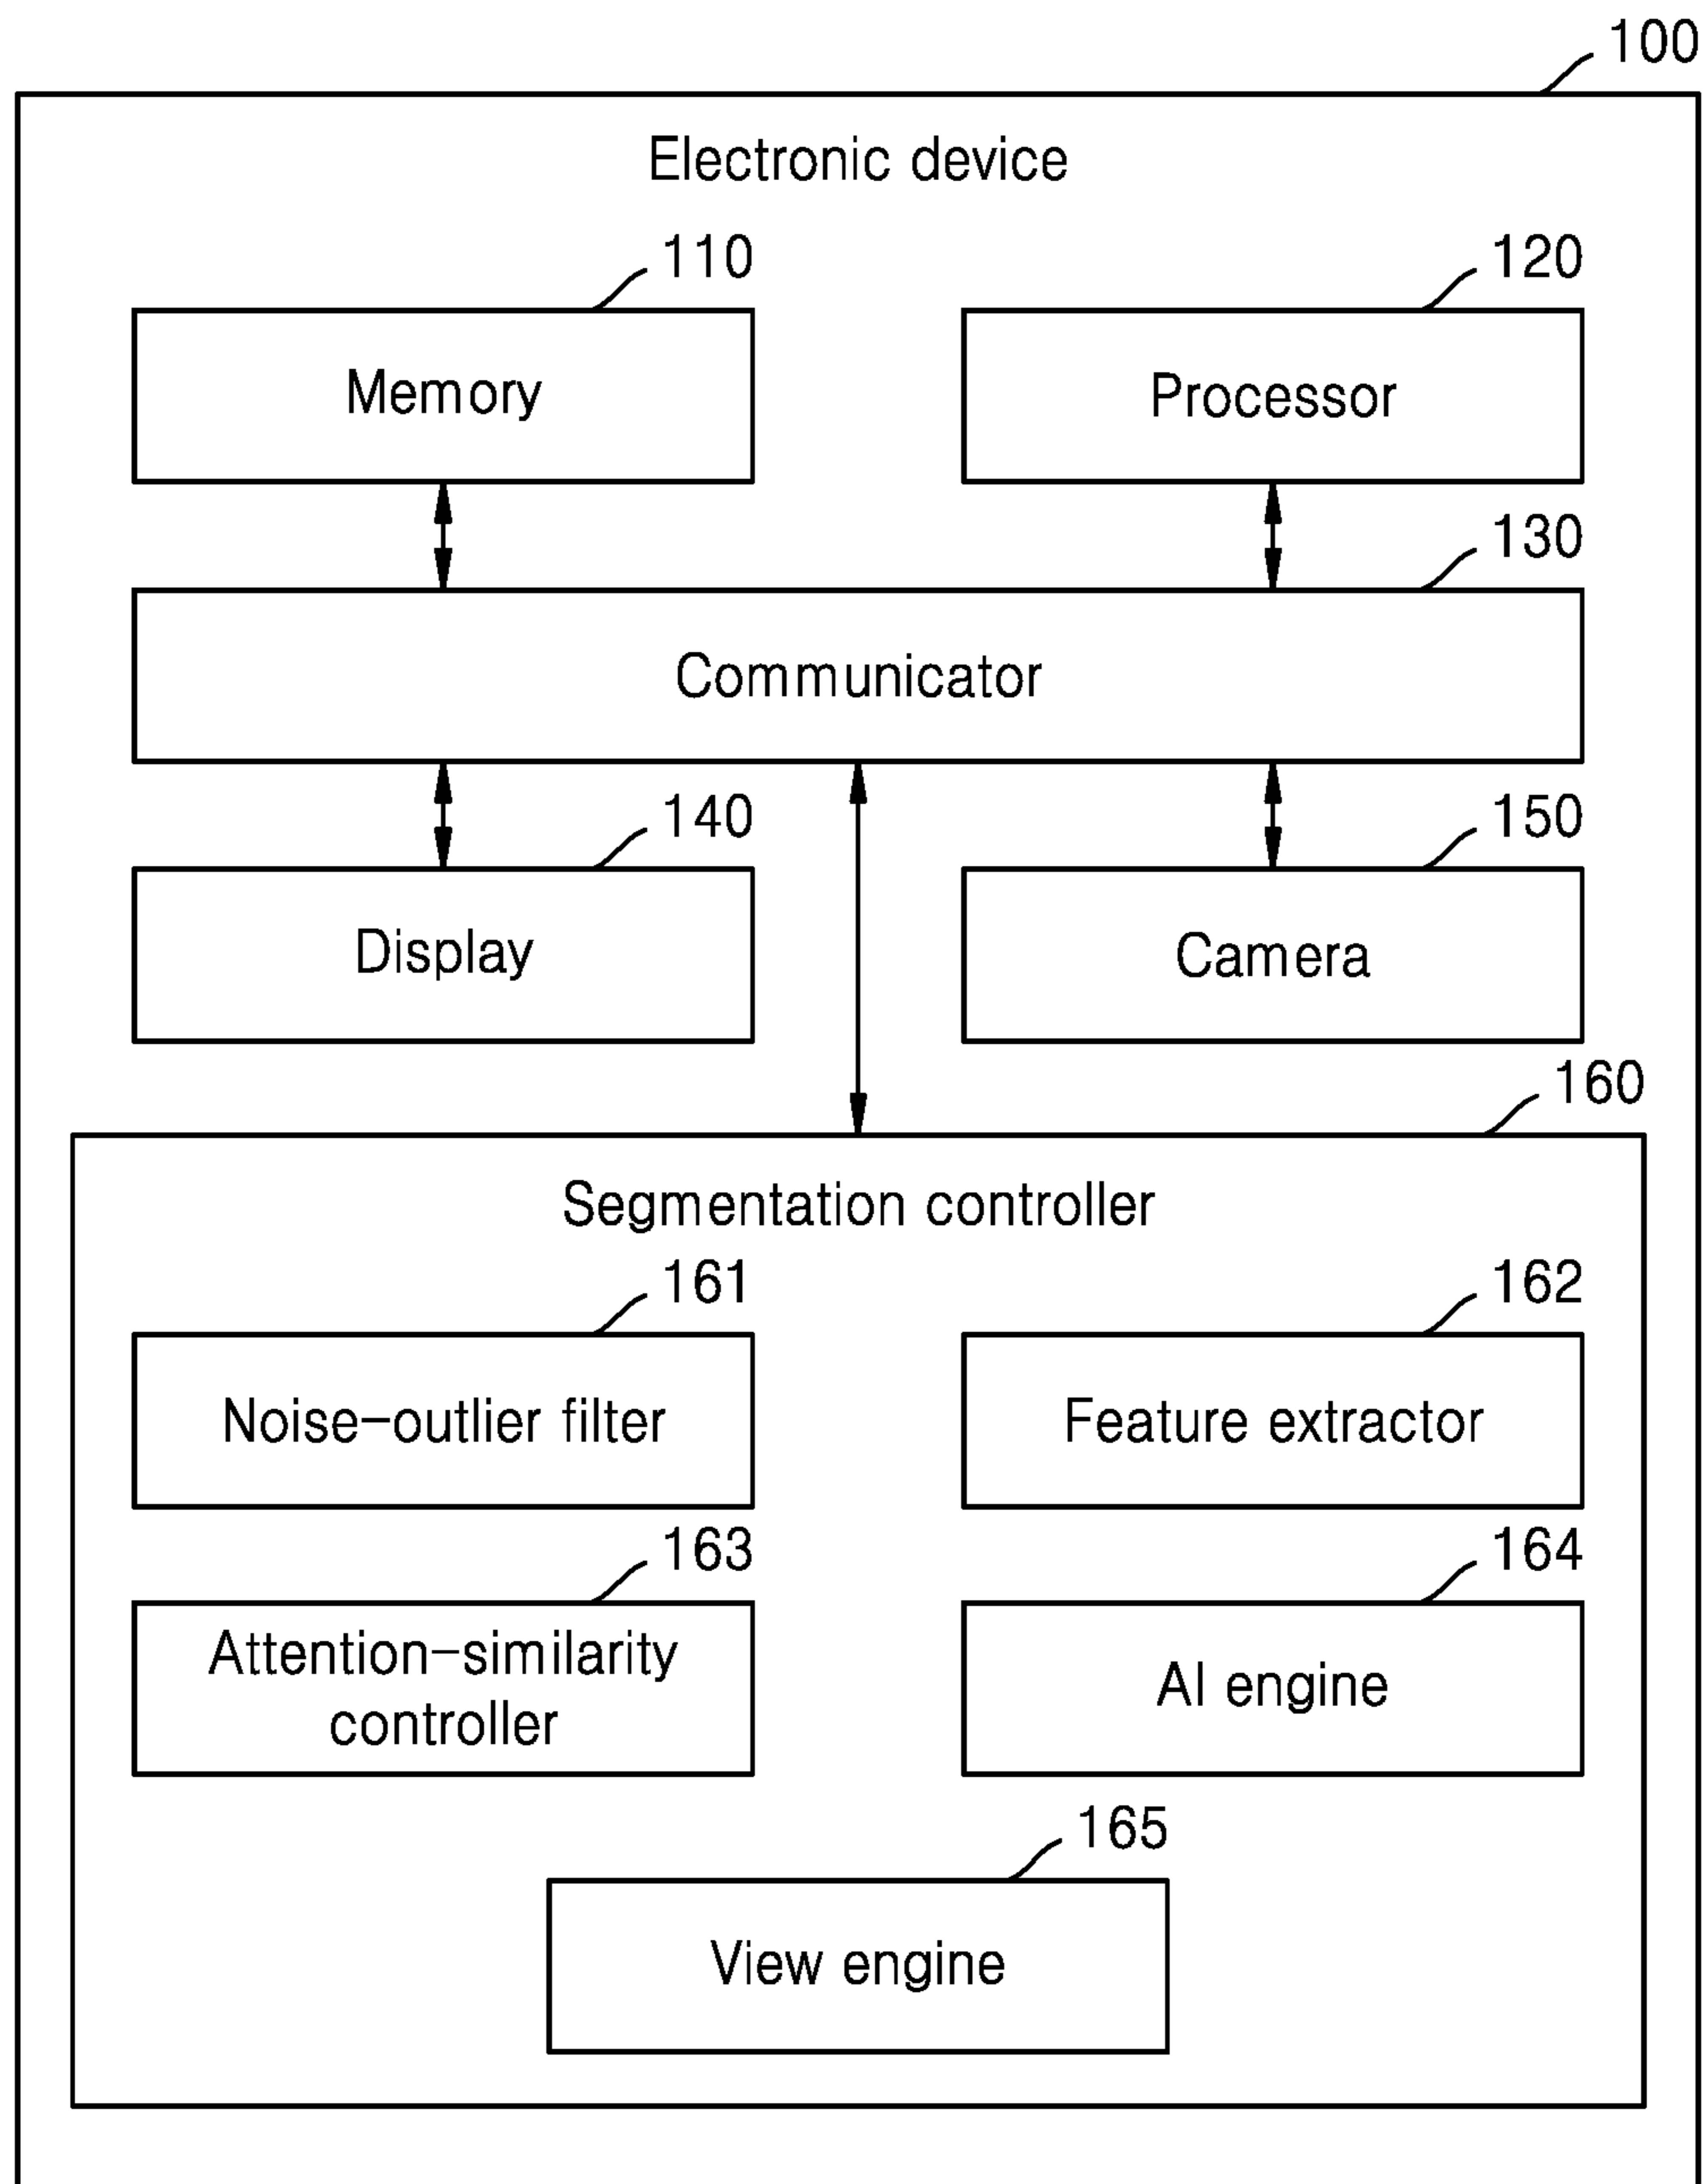 100
Electronic device
110
120
Memory
Processor
130
Communicator
140
150
Display
Camera
160
Segmentation controller
161
162
Noise-outlier filter
Feature extractor
163
164
Attention-similarity
controller
AI engine
165
View engine